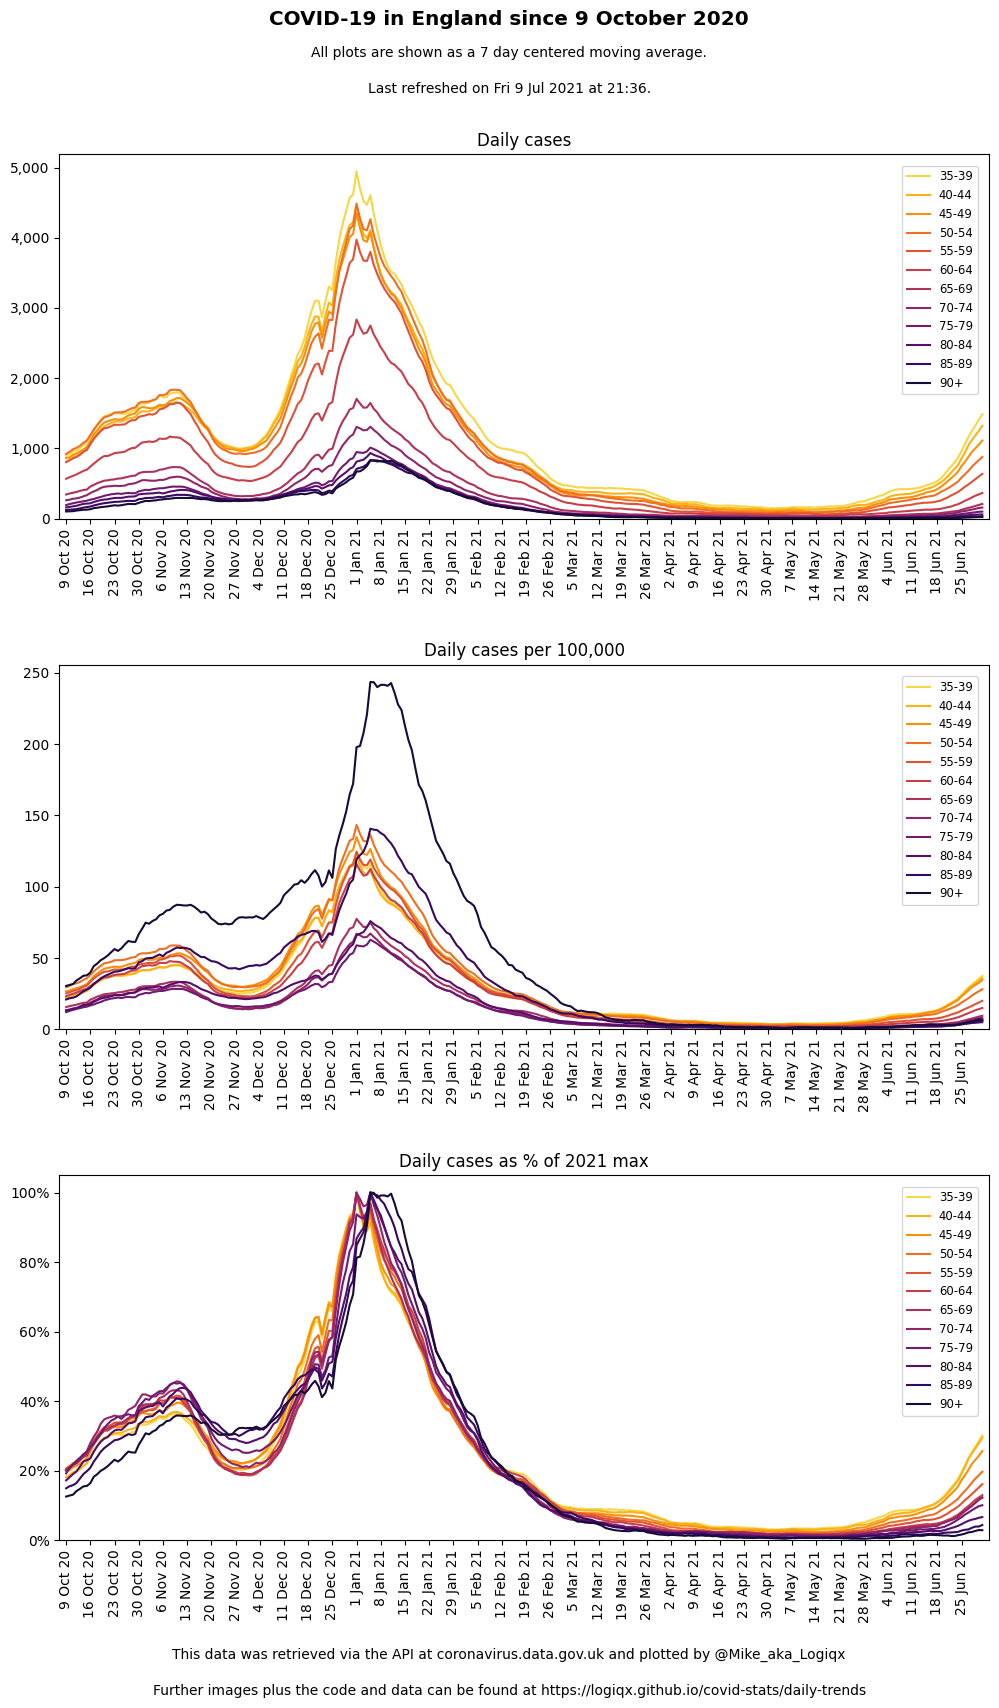 COVID-19 in England since 9 October 2020
All plots are shown as a 7 day centered moving average.
Last refreshed on Fri 9 Jul 2021 at 21:36.
Daily cases
5,000
4,000
3,000
2,000
1,000
0
35-39
40-44
45-49
50-54
55-59
60-64
65-69
70-74
75-79
80-84
85-89
90+
9 Oct 20
16 Oct 20
23 Oct 20
30 Oct 20
6 Nov 20
13 Nov 20
20 Nov 20
27 Nov 20
4 Dec 20
11 Dec 20
18 Dec 20
25 Dec 20
1 Jan 21
8 Jan 21
15 Jan 21
22 Jan 21
29 Jan 21
5 Feb 21
12 Feb 21
19 Feb 21
26 Feb 21
5 Mar 21
12 Mar 21
19 Mar 21
26 Mar 21
2 Apr 21
9 Apr 21
16 Apr 21
23 Apr 21
30 Apr 21
7 May 21
14 May 21
21 May 21
28 May 21
4 Jun 21
11 Jun 21
18 Jun 21
25 Jun 21
Daily cases per 100,000
250
200
150
100
50
0
35-39
40-44
45-49
50-54
55-59
60-64
65-69
70-74
75-79
80-84
85-89
90+
9 Oct 20
16 Oct 20
23 Oct 20
30 Oct 20
6 Nov 20
13 Nov 20
20 Nov 20
27 Nov 20
4 Dec 20
11 Dec 20
18 Dec 20
25 Dec 20
1 Jan 21
8 Jan 21
15 Jan 21
22 Jan 21
29 Jan 21
5 Feb 21
12 Feb 21
19 Feb 21
26 Feb 21
5 Mar 21
12 Mar 21
19 Mar 21
26 Mar 21
2 Apr 21
9 Apr 21
16 Apr 21
23 Apr 21
30 Apr 21
7 May 21
14 May 21
21 May 21
28 May 21
4 Jun 21
11 Jun 21
18 Jun 21
25 Jun 21
Daily cases as % of 2021 max
100%
80%
60%
40%
20%
0%
35-39
40-44
45-49
50-54
55-59
60-64
65-69
70-74
75-79
80-84
85-89
90+
9 Oct 20
16 Oct 20
23 Oct 20
30 Oct 20
6 Nov 20
13 Nov 20
20 Nov 20
27 Nov 20
4 Dec 20
11 Dec 20
18 Dec 20
25 Dec 20
1 Jan 21
8 Jan 21
15 Jan 21
22 Jan 21
29 Jan 21
5 Feb 21
12 Feb 21
19 Feb 21
26 Feb 21
5 Mar 21
12 Mar 21
19 Mar 21
26 Mar 21
2 Apr 21
9 Apr 21
16 Apr 21
23 Apr 21
30 Apr 21
7 May 21
14 May 21
21 May 21
28 May 21
4 Jun 21
11 Jun 21
18 Jun 21
25 Jun 21
This data was retrieved via the API at coronavirus.data.gov.uk and plotted by @Mike_aka_Logiqx
Further images plus the code and data can be found at https://logiqx.github.io/covid-stats/daily-trends